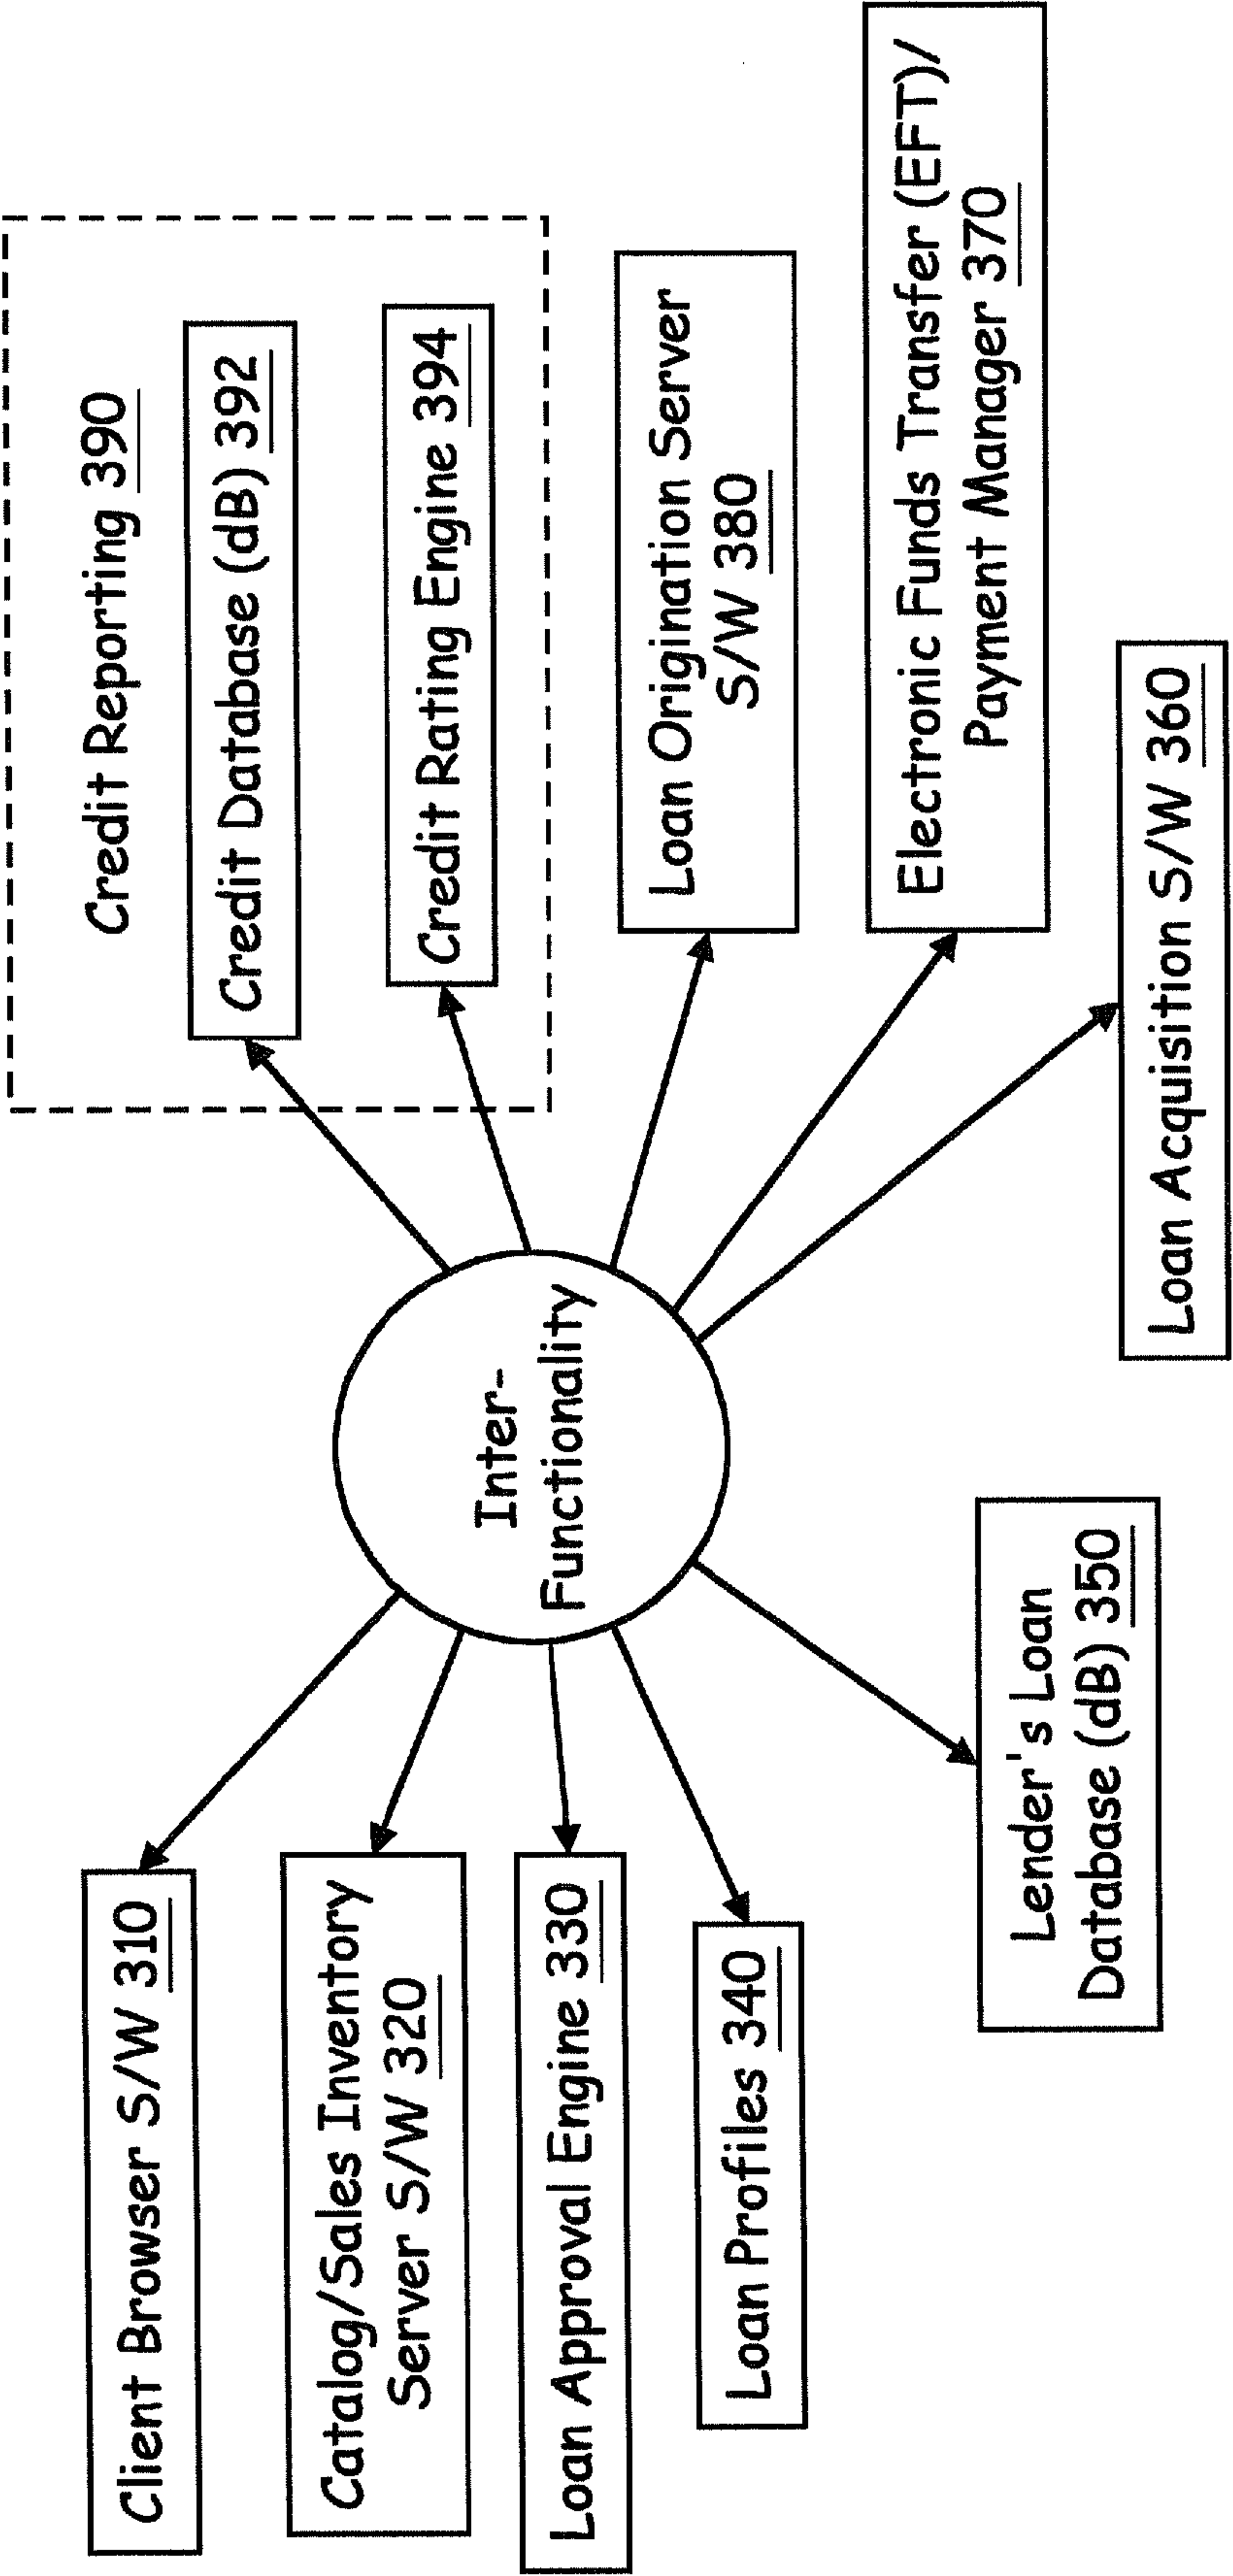 Client Browser S/W 310
Catalog/Sales Inventory
Server S/W 320
Loan Approval Engine 330
Loan Profiles 340
Lender's Loan
Database (dB) 350
Inter-
Functionality
Credit Reporting 390
Credit Database (dB) 392
Credit Rating Engine 394
Loan Origination Server
S/W 380
Electronic Funds Transfer (EFT)/
Payment Manager 370
Loan Acquisition S/W 360